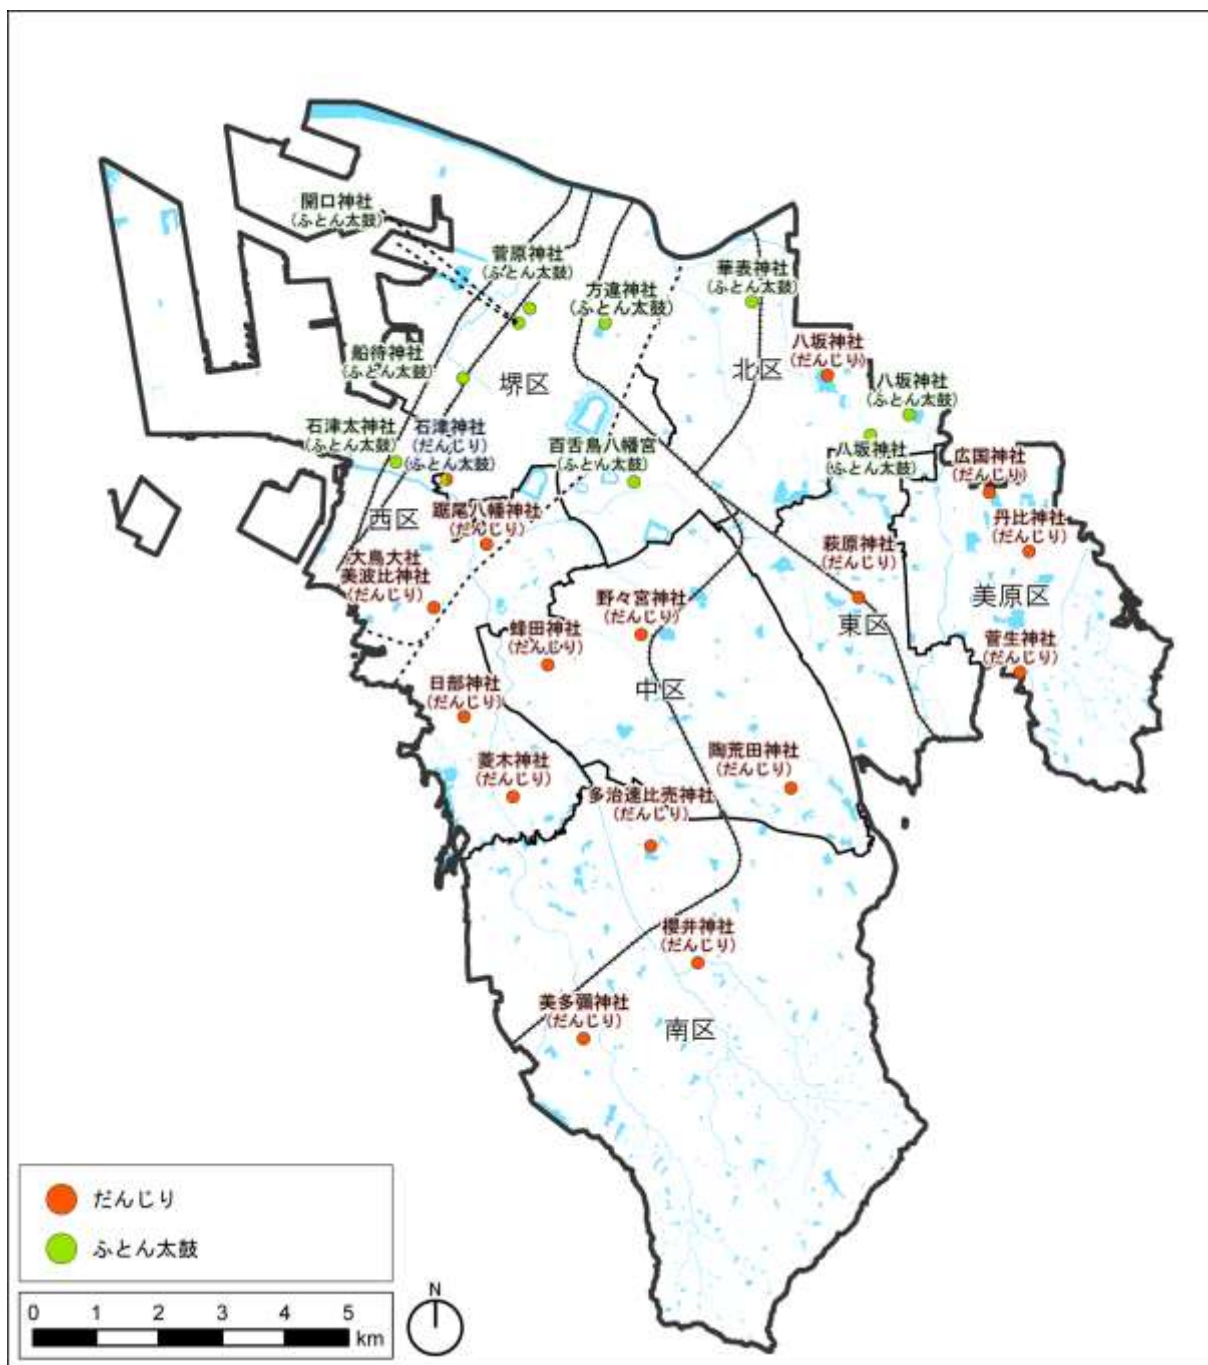 開口神社
(ふとん太鼓)
菅原神社
(ふとん太鼓)
方違神社
(ふとん太鼓)
華表神社
(ふとん太鼓)
船待神社
(ふとん太鼓)
堺区
北区
八坂神社
(だんじり)
八坂神社
(ふとん太鼓)
石津太神社
(ふとん太鼓)
石津神社
(だんじり)
(ふとん太鼓)
百舌鳥八幡宮
(ふとん太鼓)
八坂神社
(ふとん太鼓)
広国神社
(だんじり)
西区
踞尾八幡神社
(だんじり)
丹比神社
(だんじり)
大鳥大社
美波比神社
(だんじり)
萩原神社
(だんじり)
野々宮神社
(だんじり)
美原区
東区
蜂田神社
(だんじり)
菅生神社
(だんじり)
日部神社
(だんじり)
中区
菱木神社
(だんじり)
陶荒田神社
(だんじり)
多治速比売神社
(だんじり)
櫻井神社
(だんじり)
美多彌神社
(だんじり)
南区
だんじり
ふとん太鼓
0 1 2 3 4 5
km
N